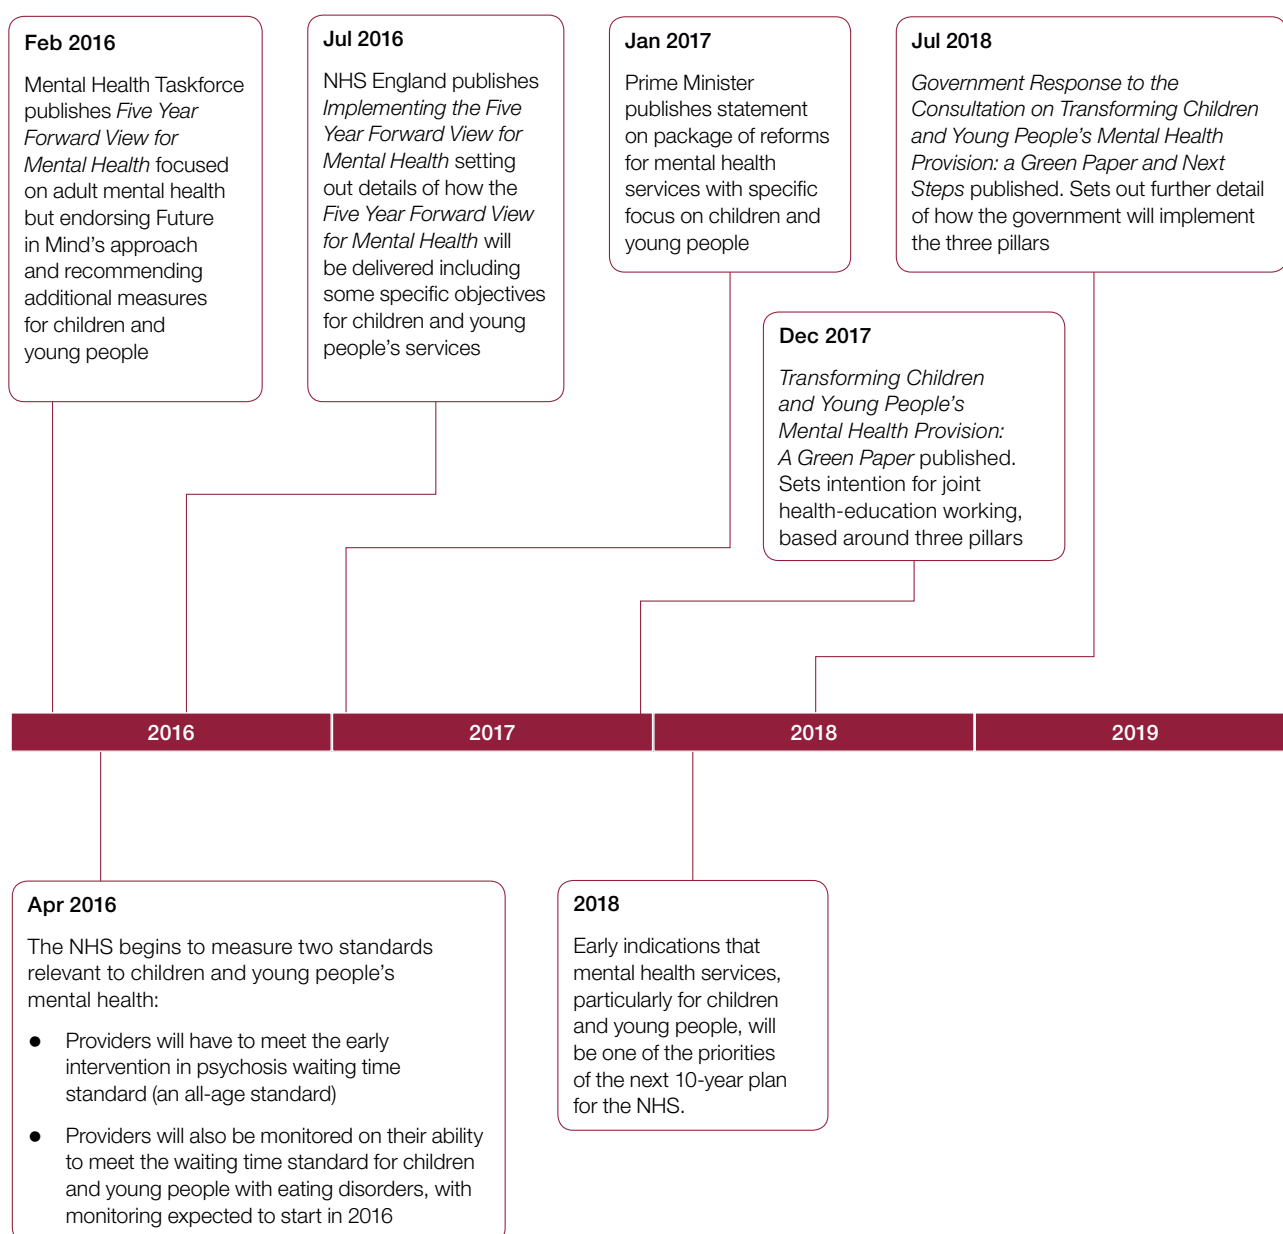 Feb 2016
Mental Health Taskforce
publishes Five Year
Forward View for
Mental Health focused
on adult mental health
but endorsing Future
in Mind’s approach
and recommending
additional measures
for children and
young people
Jul 2016
NHS England publishes
Implementing the Five
Year Forward View for
Mental Health setting
out details of how the
Five Year Forward View
for Mental Health will
be delivered including
some specific objectives
for children and young
people’s services
Jan 2017
Prime Minister
publishes statement
on package of reforms
for mental health
services with specific
focus on children and
young people
Jul 2018
Government Response to the
Consultation on Transforming Children
and Young People’s Mental Health
Provision: a Green Paper and Next
Steps published. Sets out further detail
of how the government will implement
the three pillars
Dec 2017
Transforming Children
and Young People’s
Mental Health Provision:
A Green Paper published.
Sets intention for joint
health-education working,
based around three pillars
2016
2017
2018
2019
Apr 2016
The NHS begins to measure two standards
relevant to children and young people’s
mental health:
● Providers will have to meet the early
intervention in psychosis waiting time
standard (an all-age standard)
● Providers will also be monitored on their ability
to meet the waiting time standard for children
and young people with eating disorders, with
monitoring expected to start in 2016
2018
Early indications that
mental health services,
particularly for children
and young people, will
be one of the priorities
of the next 10-year plan
for the NHS.